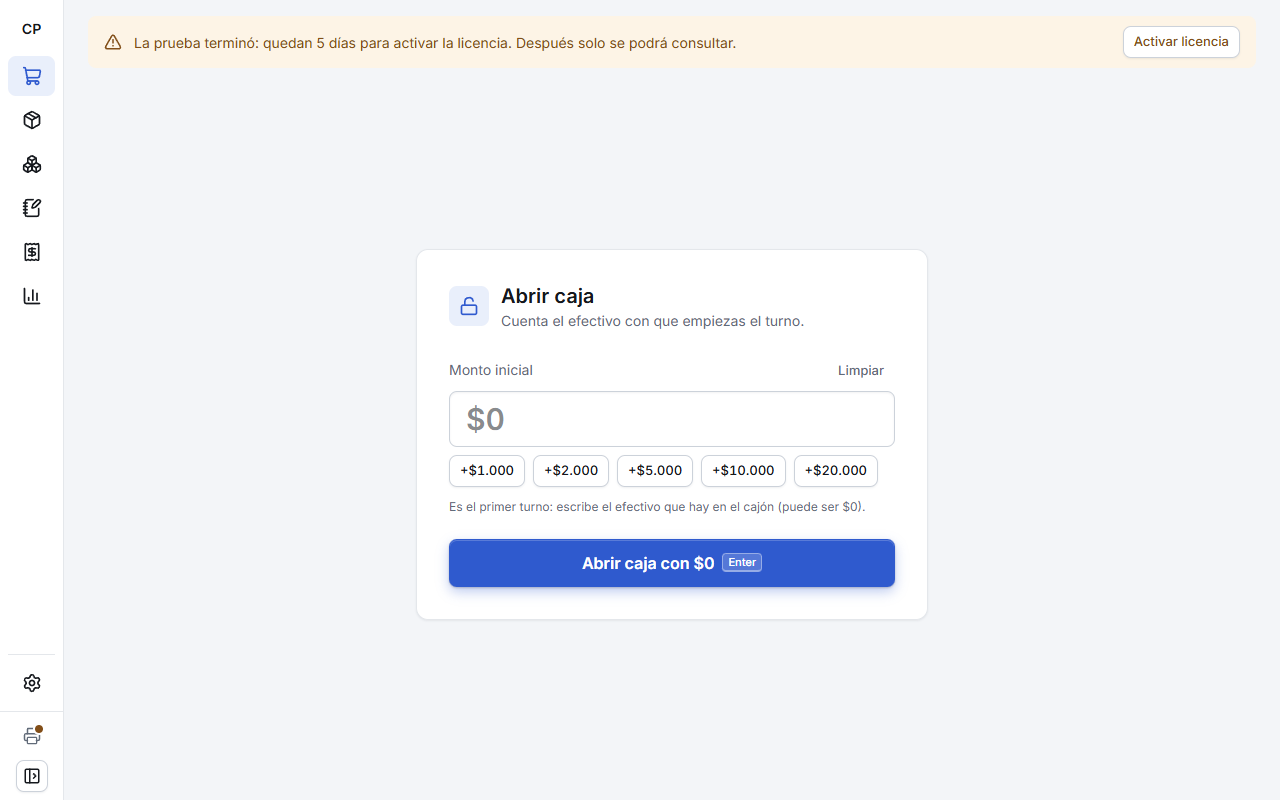 CP
La prueba terminó: quedan 5 días para activar la licencia. Después solo se podrá consultar.
Activar licencia
Abrir caja
Cuenta el efectivo con que empiezas el turno.
Monto inicial
Limpiar
$0
+$1.000 +$2.000 +$5.000 +$10.000 +$20.000
Es el primer turno: escribe el efectivo que hay en el cajón (puede ser $0).
Abrir caja con $0 Enter